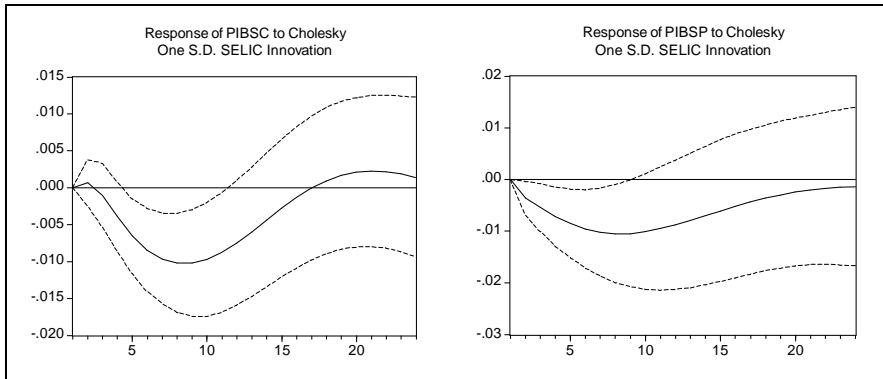 Response of PIBSC to Cholesky
One S.D. SELIC Innovation
.015
.010
.005
.000
-.005
-.010
-.015
-.020
5 10 15 20
Response of PIBSP to Cholesky
One S.D. SELIC Innovation
.02
.01
.00
-.01
-.02
-.03
5 10 15 20